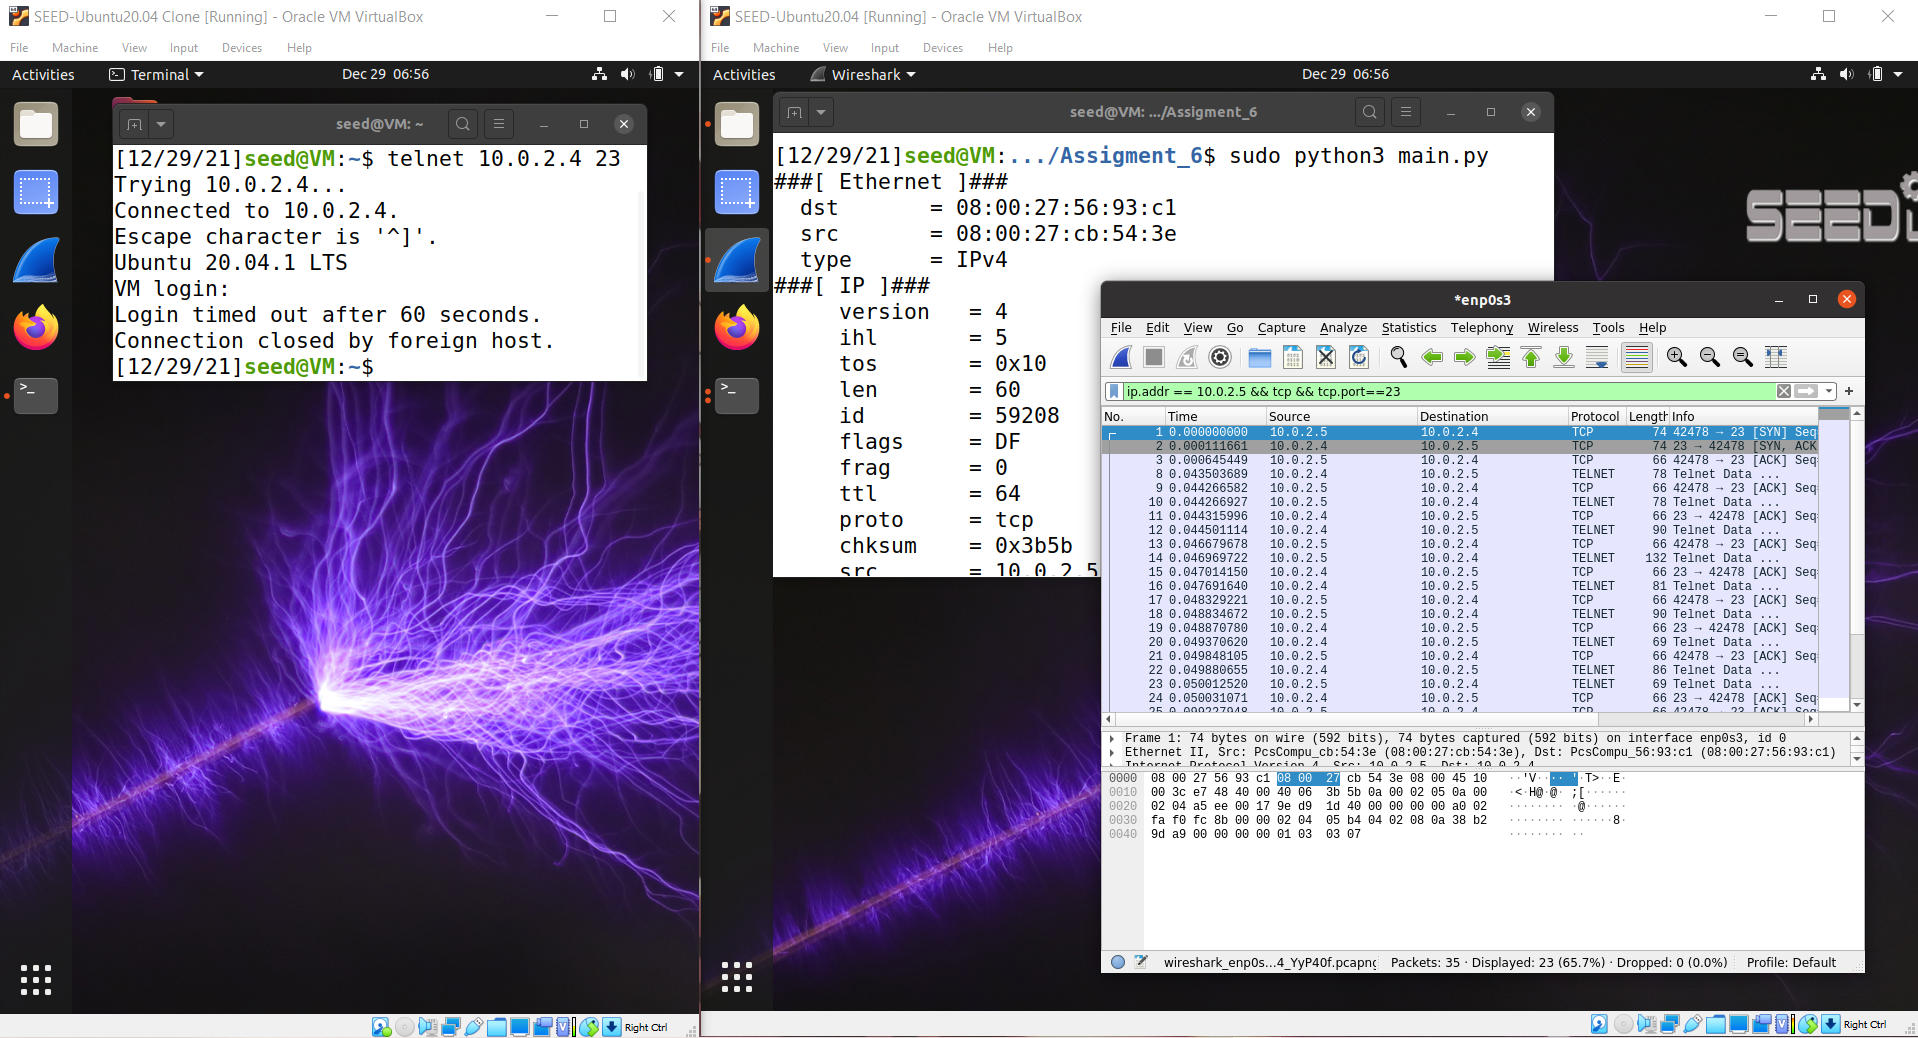 SEED-Ubuntu20.04 Clone [Running] - Oracle VM VirtualBox
File Machine View Input Devices Help
Activities Terminal Dec 29 06:56
seed@VM: ~
[12/29/21]seed@VM:~$ telnet 10.0.2.4 23
Trying 10.0.2.4...
Connected to 10.0.2.4.
Escape character is '^]'.
Ubuntu 20.04.1 LTS
VM login:
Login timed out after 60 seconds.
Connection closed by foreign host.
[12/29/21]seed@VM:~$
Right Ctrl
SEED-Ubuntu20.04 [Running] - Oracle VM VirtualBox
File Machine View Input Devices Help
Activities Wireshark Dec 29 06:56
SEED
seed@VM: .../Assigment_6
[12/29/21]seed@VM:.../Assigment_6$ sudo python3 main.py
###[ Ethernet ]###
dst = 08:00:27:56:93:c1
src = 08:00:27:cb:54:3e
type = IPv4
###[ IP ]###
version = 4
ihl = 5
tos = 0x10
len = 60
id = 59208
flags = DF
frag = 0
ttl = 64
proto = tcp
chksum = 0x3b5b
src = 10.0.2.5
*enp0s3
File Edit View Go Capture Analyze Statistics Telephony Wireless Tools Help
ip.addr == 10.0.2.5 && tcp && tcp.port==23
No. Time Source Destination Protocol Length Info
1 0.000000000 10.0.2.5 10.0.2.4 TCP 74 42478 → 23 [SYN] Seq
2 0.000111661 10.0.2.4 10.0.2.5 TCP 74 23 → 42478 [SYN, ACK
3 0.000645449 10.0.2.5 10.0.2.4 TCP 66 42478 → 23 [ACK] Seq
8 0.043503689 10.0.2.4 10.0.2.5 TELNET 78 Telnet Data ...
9 0.044266582 10.0.2.5 10.0.2.4 TCP 66 42478 → 23 [ACK] Seq
10 0.044266927 10.0.2.5 10.0.2.4 TELNET 78 Telnet Data ...
11 0.044315996 10.0.2.4 10.0.2.5 TCP 66 23 → 42478 [ACK] Seq
12 0.044501114 10.0.2.4 10.0.2.5 TELNET 90 Telnet Data ...
13 0.046679678 10.0.2.5 10.0.2.4 TCP 66 42478 → 23 [ACK] Seq
14 0.046969722 10.0.2.5 10.0.2.4 TELNET 132 Telnet Data ...
15 0.047014150 10.0.2.4 10.0.2.5 TCP 66 23 → 42478 [ACK] Seq
16 0.047691640 10.0.2.4 10.0.2.5 TELNET 81 Telnet Data ...
17 0.048329221 10.0.2.5 10.0.2.4 TCP 66 42478 → 23 [ACK] Seq
18 0.048834672 10.0.2.5 10.0.2.4 TELNET 90 Telnet Data ...
19 0.048870780 10.0.2.4 10.0.2.5 TCP 66 23 → 42478 [ACK] Seq
20 0.049370620 10.0.2.4 10.0.2.5 TELNET 69 Telnet Data ...
21 0.049848105 10.0.2.5 10.0.2.4 TCP 66 42478 → 23 [ACK] Seq
22 0.049880655 10.0.2.4 10.0.2.5 TELNET 86 Telnet Data ...
23 0.050012520 10.0.2.5 10.0.2.4 TELNET 69 Telnet Data ...
24 0.050031071 10.0.2.4 10.0.2.5 TCP 66 23 → 42478 [ACK] Seq
25 0.099227948 10.0.2.5 10.0.2.4 TCP 66 42478 → 23 [ACK] Seq
Frame 1: 74 bytes on wire (592 bits), 74 bytes captured (592 bits) on interface enp0s3, id 0
Ethernet II, Src: PcsCompu_cb:54:3e (08:00:27:cb:54:3e), Dst: PcsCompu_56:93:c1 (08:00:27:56:93:c1)
Internet Protocol Version 4, Src: 10.0.2.5, Dst: 10.0.2.4
0000 08 00 27 56 93 c1 08 00 27 cb 54 3e 08 00 45 10 ··'V····'·T>··E·
0010 00 3c e7 48 40 00 40 06 3b 5b 0a 00 02 05 0a 00 ·<·H@·@·;[······
0020 02 04 a5 ee 00 17 9e d9 1d 40 00 00 00 00 a0 02 ·········@······
0030 fa f0 fc 8b 00 00 02 04 05 b4 04 02 08 0a 38 b2 ··············8·
0040 9d a9 00 00 00 00 01 03 03 07 ··········
wireshark_enp0s...4_YyP40f.pcapng Packets: 35 · Displayed: 23 (65.7%) · Dropped: 0 (0.0%) Profile: Default
Right Ctrl